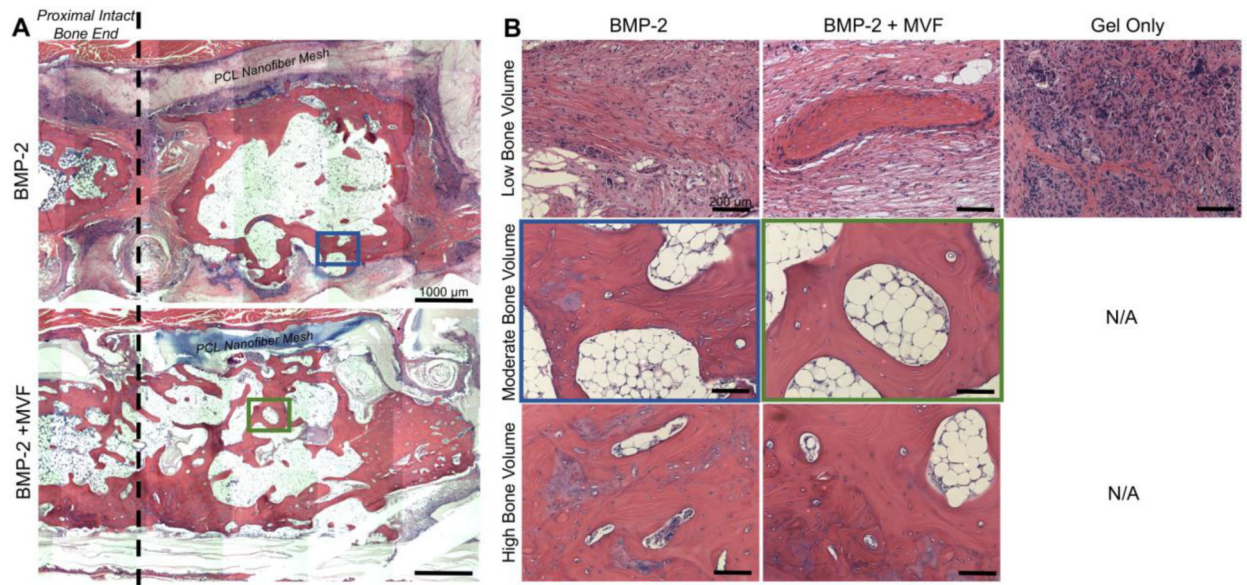 A
Proximal Intact
Bone End
BMP-2
PCL Nanofiber Mesh
1000 µm
BMP-2 +MVF
PCL Nanofiber Mesh
B
BMP-2
BMP-2 + MVF
Gel Only
Low Bone Volume
200 µm
Moderate Bone Volume
N/A
High Bone Volume
N/A